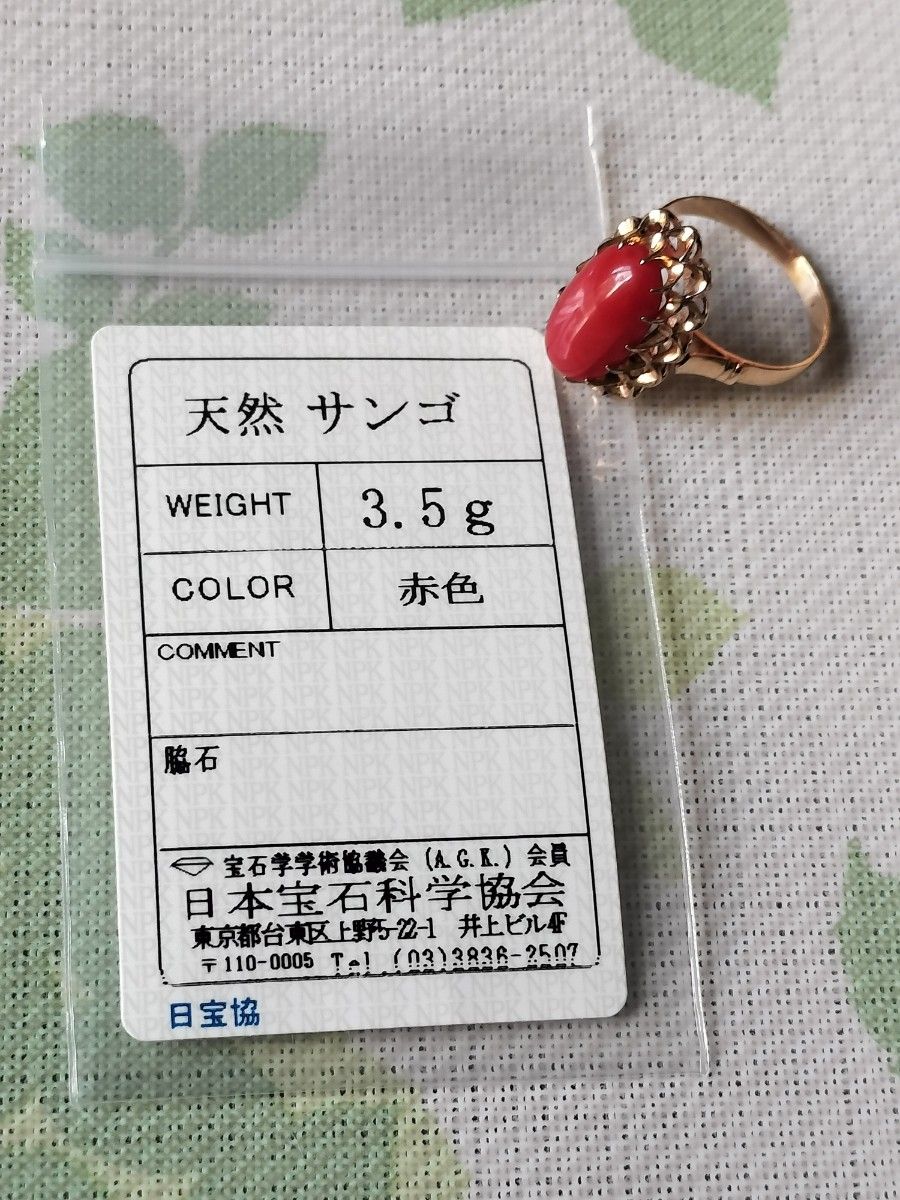 天然 サンゴ
WEIGHT 3.5g
COLOR 赤色
COMMENT
脇石
宝石学学術協議会 (A.G.K.) 会員
日本宝石科学協会
東京都台東区上野5-22-1 井上ビル4F
〒110-0005 Tel.(03)3836-2507
日宝協